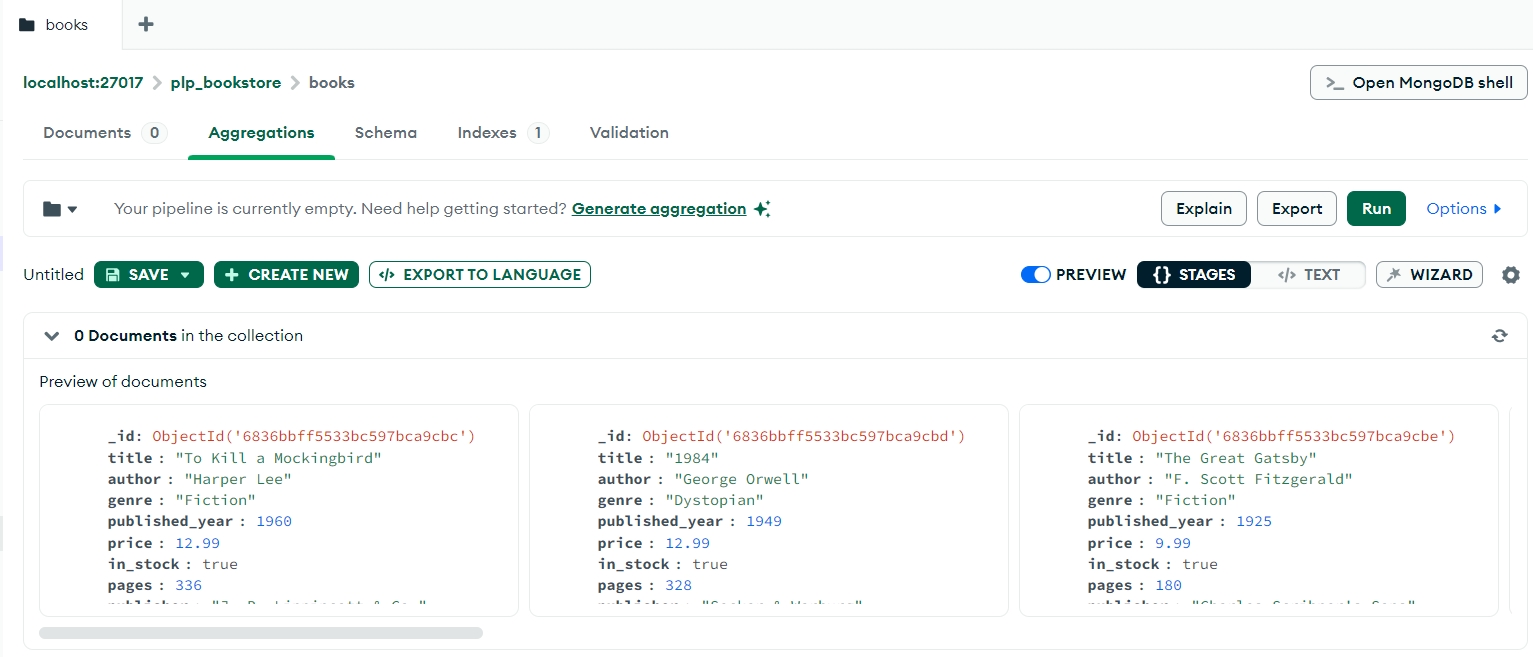 books
localhost:27017 > plp_bookstore > books
>_ Open MongoDB shell
Documents 0 Aggregations Schema Indexes 1 Validation
Your pipeline is currently empty. Need help getting started? Generate aggregation
Explain Export Run Options
Untitled SAVE + CREATE NEW </> EXPORT TO LANGUAGE
PREVIEW {} STAGES </> TEXT WIZARD
0 Documents in the collection
Preview of documents
_id: ObjectId('6836bbff5533bc597bca9cbc')
title : "To Kill a Mockingbird"
author : "Harper Lee"
genre : "Fiction"
published_year : 1960
price : 12.99
in_stock : true
pages : 336
_id: ObjectId('6836bbff5533bc597bca9cbd')
title : "1984"
author : "George Orwell"
genre : "Dystopian"
published_year : 1949
price : 12.99
in_stock : true
pages : 328
_id: ObjectId('6836bbff5533bc597bca9cbe')
title : "The Great Gatsby"
author : "F. Scott Fitzgerald"
genre : "Fiction"
published_year : 1925
price : 9.99
in_stock : true
pages : 180